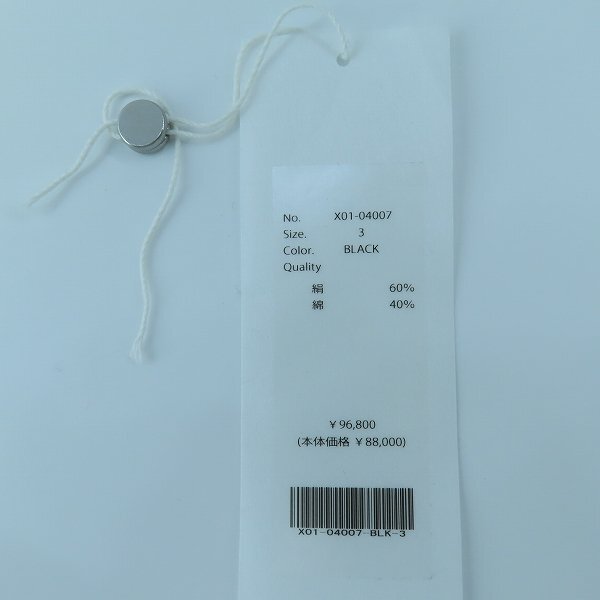 No. X01-04007
Size. 3
Color. BLACK
Quality
絹 60%
綿 40%
¥96,800
(本体価格 ¥88,000)
X01-04007-BLK-3